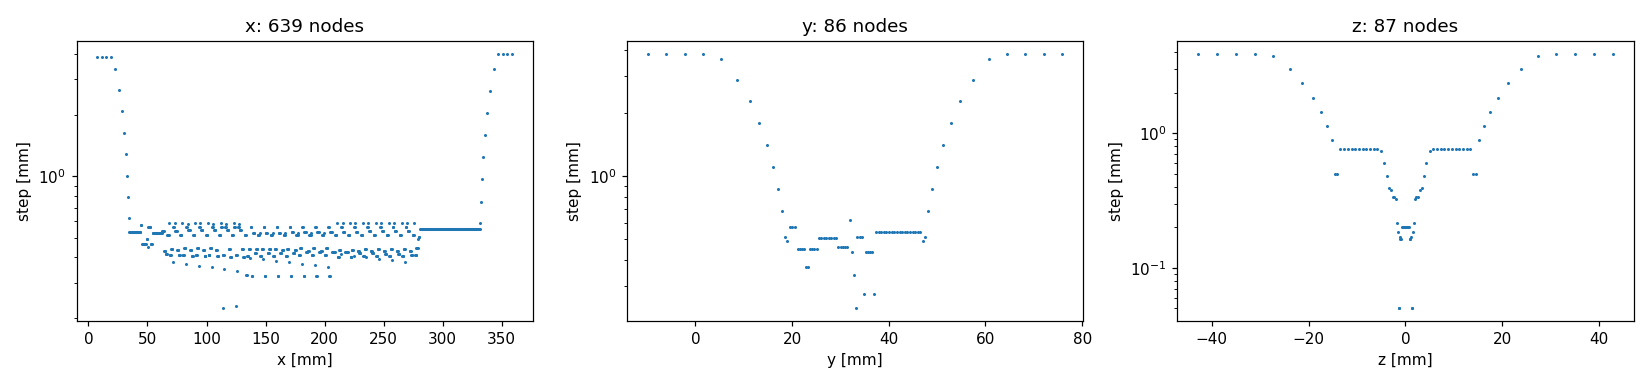 x: 639 nodes
step [mm]
10⁰
0 50 100 150 200 250 300 350
x [mm]
y: 86 nodes
step [mm]
10⁰
0 20 40 60 80
y [mm]
z: 87 nodes
step [mm]
10⁰
10⁻¹
−40 −20 0 20 40
z [mm]